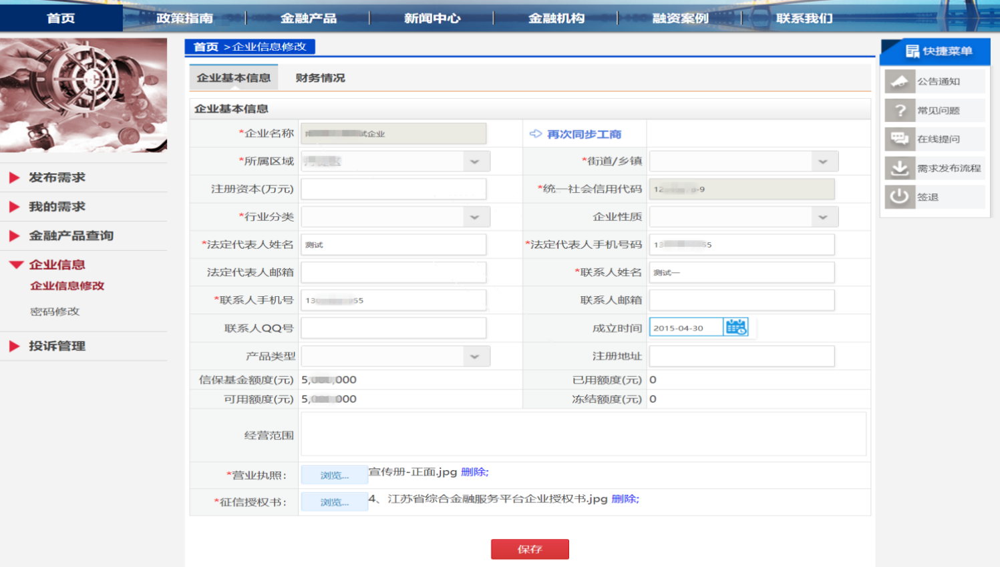 首页 政策指南 金融产品 新闻中心 金融机构 融资案例 联系我们
首页 >企业信息修改
企业基本信息 财务情况
企业基本信息
*企业名称 试企业 再次同步工商
*所属区域 *街道/乡镇
注册资本(万元) *统一社会信用代码 12 -9
*行业分类 企业性质
*法定代表人姓名 测试 *法定代表人手机号码 13 55
法定代表人邮箱 *联系人姓名 测试一
*联系人手机号 13 55 联系人邮箱
联系人QQ号 成立时间 2015-04-30
产品类型 注册地址
信保基金额度(元) 5, ,000 已用额度(元) 0
可用额度(元) 5, ,000 冻结额度(元) 0
经营范围
*营业执照: 浏览... 宣传册-正面.jpg 删除;
*征信授权书: 浏览... 4、江苏省综合金融服务平台企业授权书.jpg 删除;
保存
发布需求
我的需求
金融产品查询
企业信息
企业信息修改
密码修改
投诉管理
快捷菜单
公告通知
常见问题
在线提问
需求发布流程
签退